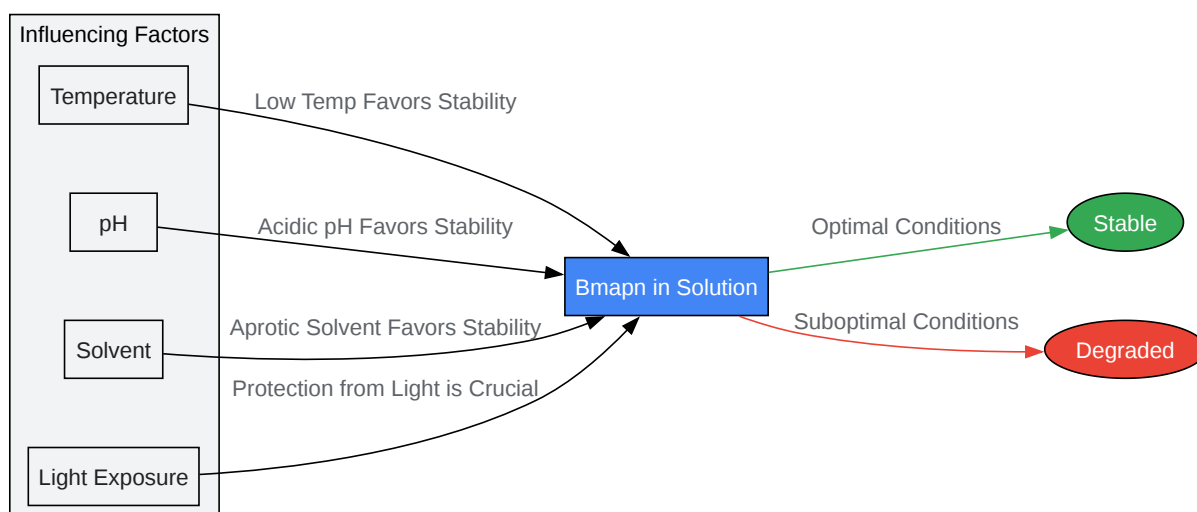 Influencing Factors
Temperature
Low Temp Favors Stability
pH
Acidic pH Favors Stability
Solvent
Aprotic Solvent Favors Stability
Protection from Light is Crucial
Light Exposure
Bmapn in Solution
Optimal Conditions
Stable
Suboptimal Conditions
Degraded